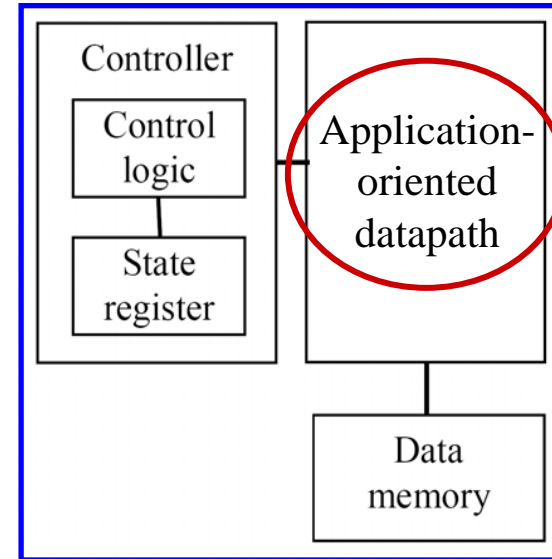 Controller
Control
logic
State
register
Application-
oriented
datapath
Data
memory